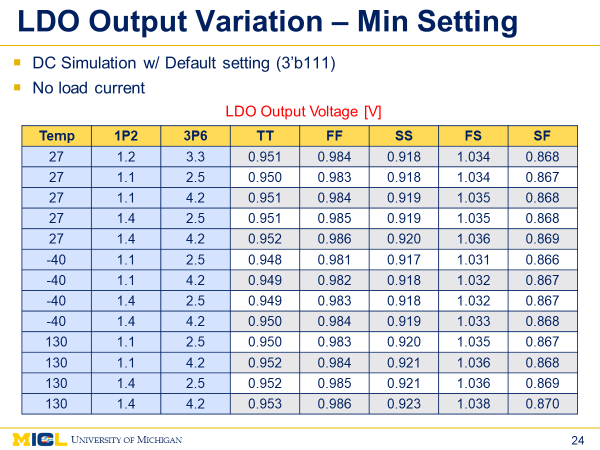 LDO Output Variation – Min Setting
DC Simulation w/ Default setting (3'b111)
No load current
LDO Output Voltage [V]
Temp 1P2 3P6 TT FF SS FS SF
27 1.2 3.3 0.951 0.984 0.918 1.034 0.868
27 1.1 2.5 0.950 0.983 0.918 1.034 0.867
27 1.1 4.2 0.951 0.984 0.919 1.035 0.868
27 1.4 2.5 0.951 0.985 0.919 1.035 0.868
27 1.4 4.2 0.952 0.986 0.920 1.036 0.869
-40 1.1 2.5 0.948 0.981 0.917 1.031 0.866
-40 1.1 4.2 0.949 0.982 0.918 1.032 0.867
-40 1.4 2.5 0.949 0.983 0.918 1.032 0.867
-40 1.4 4.2 0.950 0.984 0.919 1.033 0.868
130 1.1 2.5 0.950 0.983 0.920 1.035 0.867
130 1.1 4.2 0.952 0.984 0.921 1.036 0.868
130 1.4 2.5 0.952 0.985 0.921 1.036 0.869
130 1.4 4.2 0.953 0.986 0.923 1.038 0.870
MICL UNIVERSITY OF MICHIGAN
24